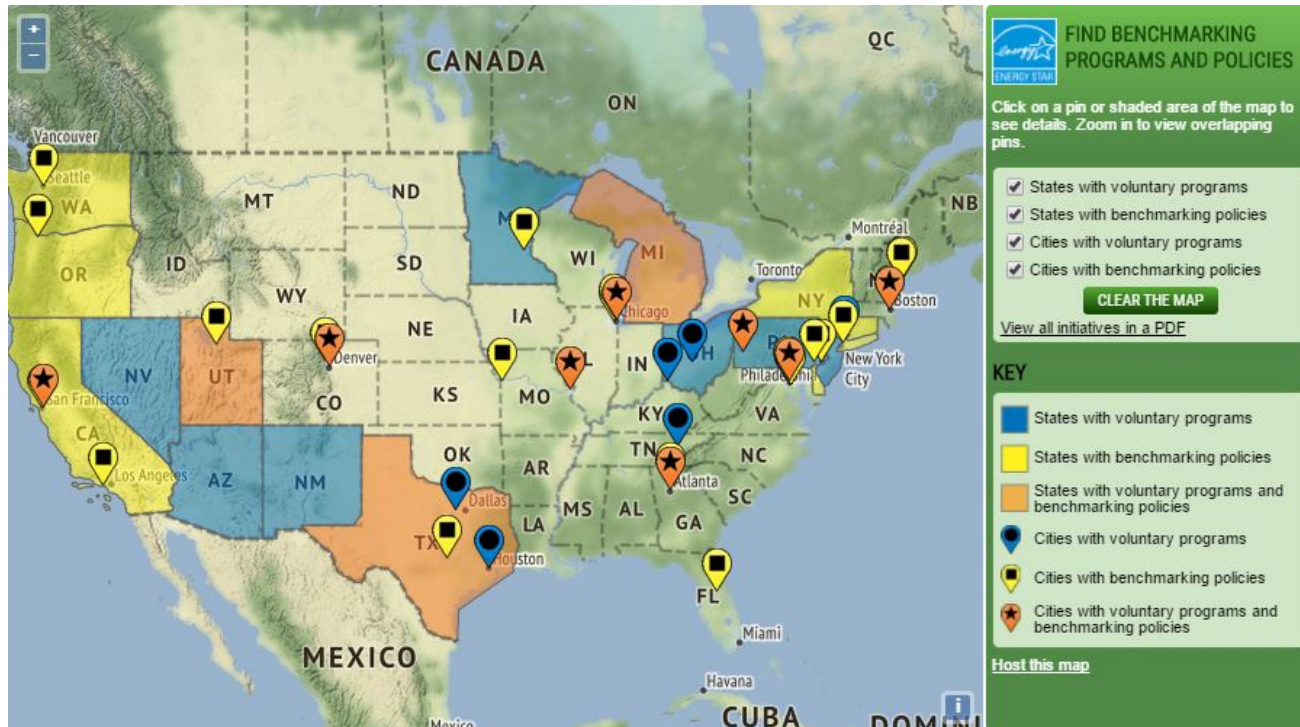 +
−
CANADA
QC
ON
NB
Vancouver
Seattle
WA
MT
ND
Montréal
OR
ID
SD
WI
MI
Toronto
NY
Boston
WY
IA
Chicago
NE
Denver
IN
Philadelphia
New York
City
NV
UT
CO
KS
MO
KY
VA
San Francisco
CA
Los Angeles
AZ
NM
OK
AR
TN
NC
Dallas
Atlanta
SC
MS
AL
GA
LA
TX
Houston
FL
Miami
MEXICO
Havana
CUBA
i
energy
ENERGY STAR
FIND BENCHMARKING
PROGRAMS AND POLICIES
Click on a pin or shaded area of the map to
see details. Zoom in to view overlapping
pins.
States with voluntary programs
States with benchmarking policies
Cities with voluntary programs
Cities with benchmarking policies
CLEAR THE MAP
View all initiatives in a PDF
KEY
States with voluntary programs
States with benchmarking policies
States with voluntary programs and
benchmarking policies
Cities with voluntary programs
Cities with benchmarking policies
Cities with voluntary programs and
benchmarking policies
Host this map